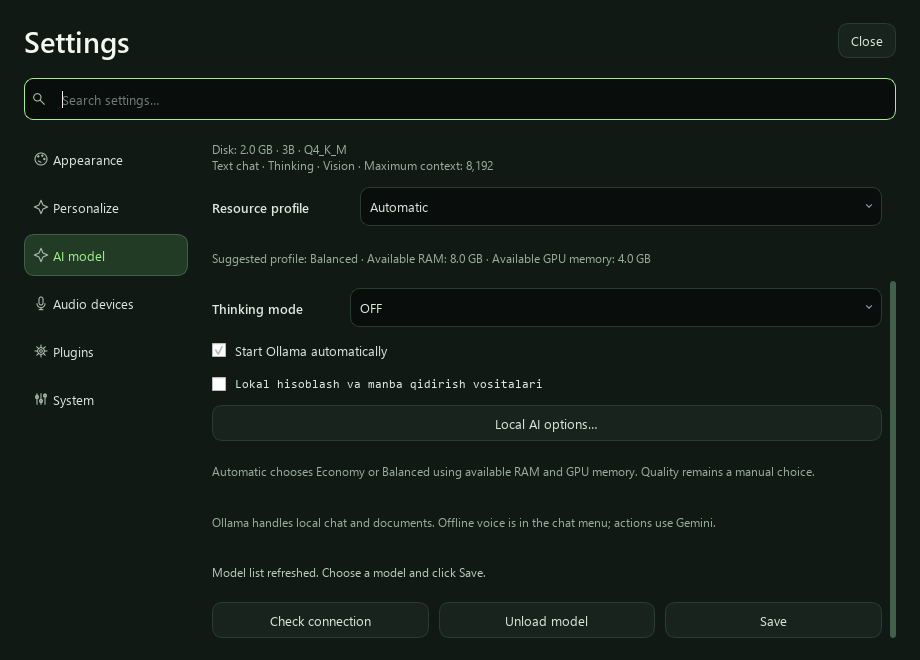 Settings
Close
Search settings...
Appearance
Personalize
AI model
Audio devices
Plugins
System
Disk: 2.0 GB · 3B · Q4_K_M
Text chat · Thinking · Vision · Maximum context: 8,192
Resource profile
Automatic
Suggested profile: Balanced · Available RAM: 8.0 GB · Available GPU memory: 4.0 GB
Thinking mode
OFF
Start Ollama automatically
Lokal hisoblash va manba qidirish vositalari
Local AI options...
Automatic chooses Economy or Balanced using available RAM and GPU memory. Quality remains a manual choice.
Ollama handles local chat and documents. Offline voice is in the chat menu; actions use Gemini.
Model list refreshed. Choose a model and click Save.
Check connection
Unload model
Save